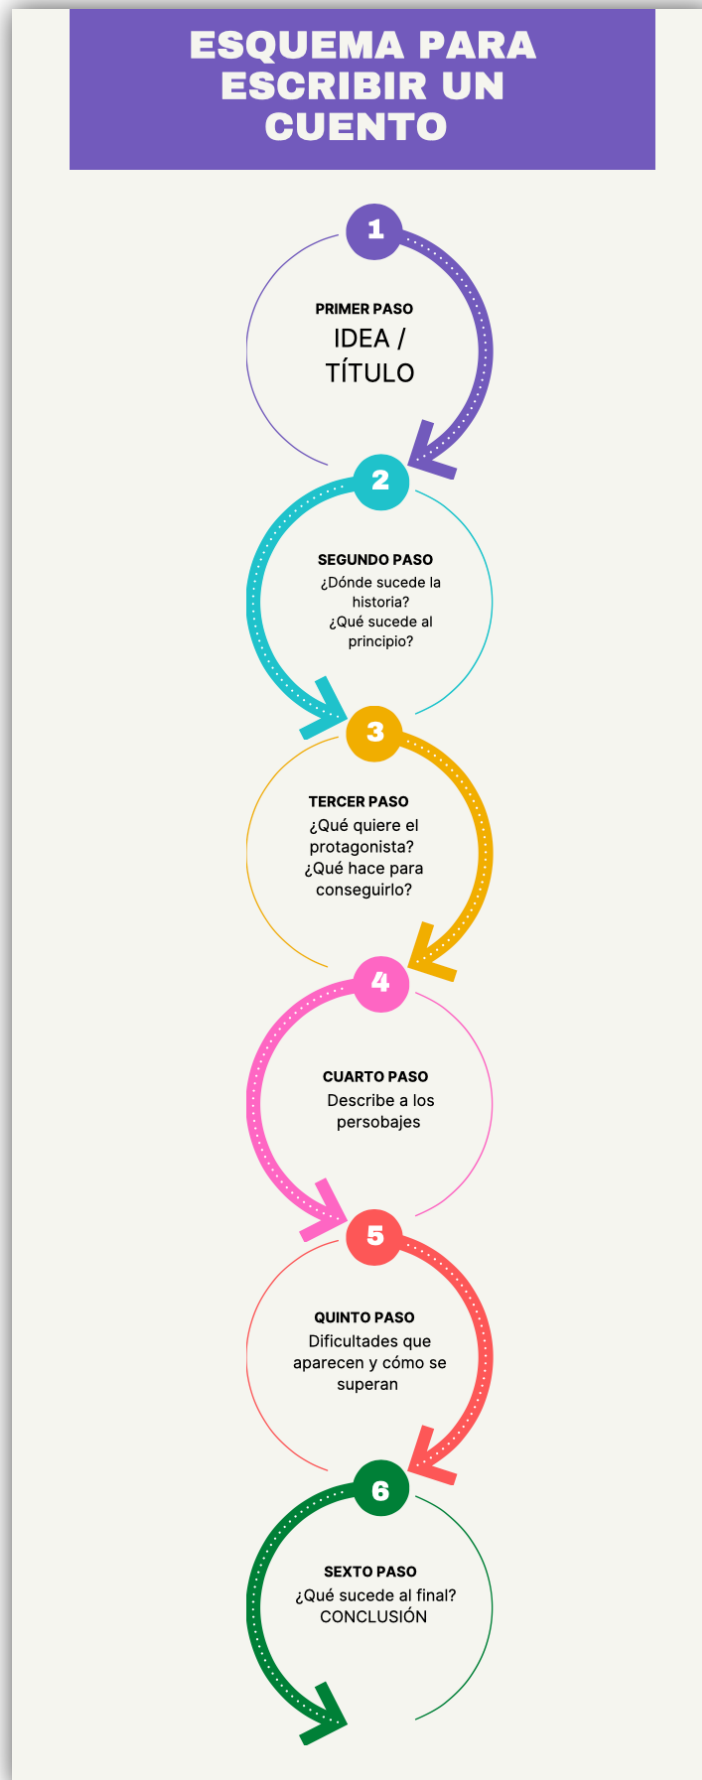 ESQUEMA PARA
ESCRIBIR UN
CUENTO
1
PRIMER PASO
IDEA /
TÍTULO
2
SEGUNDO PASO
¿Dónde sucede la
historia?
¿Qué sucede al
principio?
3
TERCER PASO
¿Qué quiere el
protagonista?
¿Qué hace para
conseguirlo?
4
CUARTO PASO
Describe a los
persobajes
5
QUINTO PASO
Dificultades que
aparecen y cómo se
superan
6
SEXTO PASO
¿Qué sucede al final?
CONCLUSIÓN